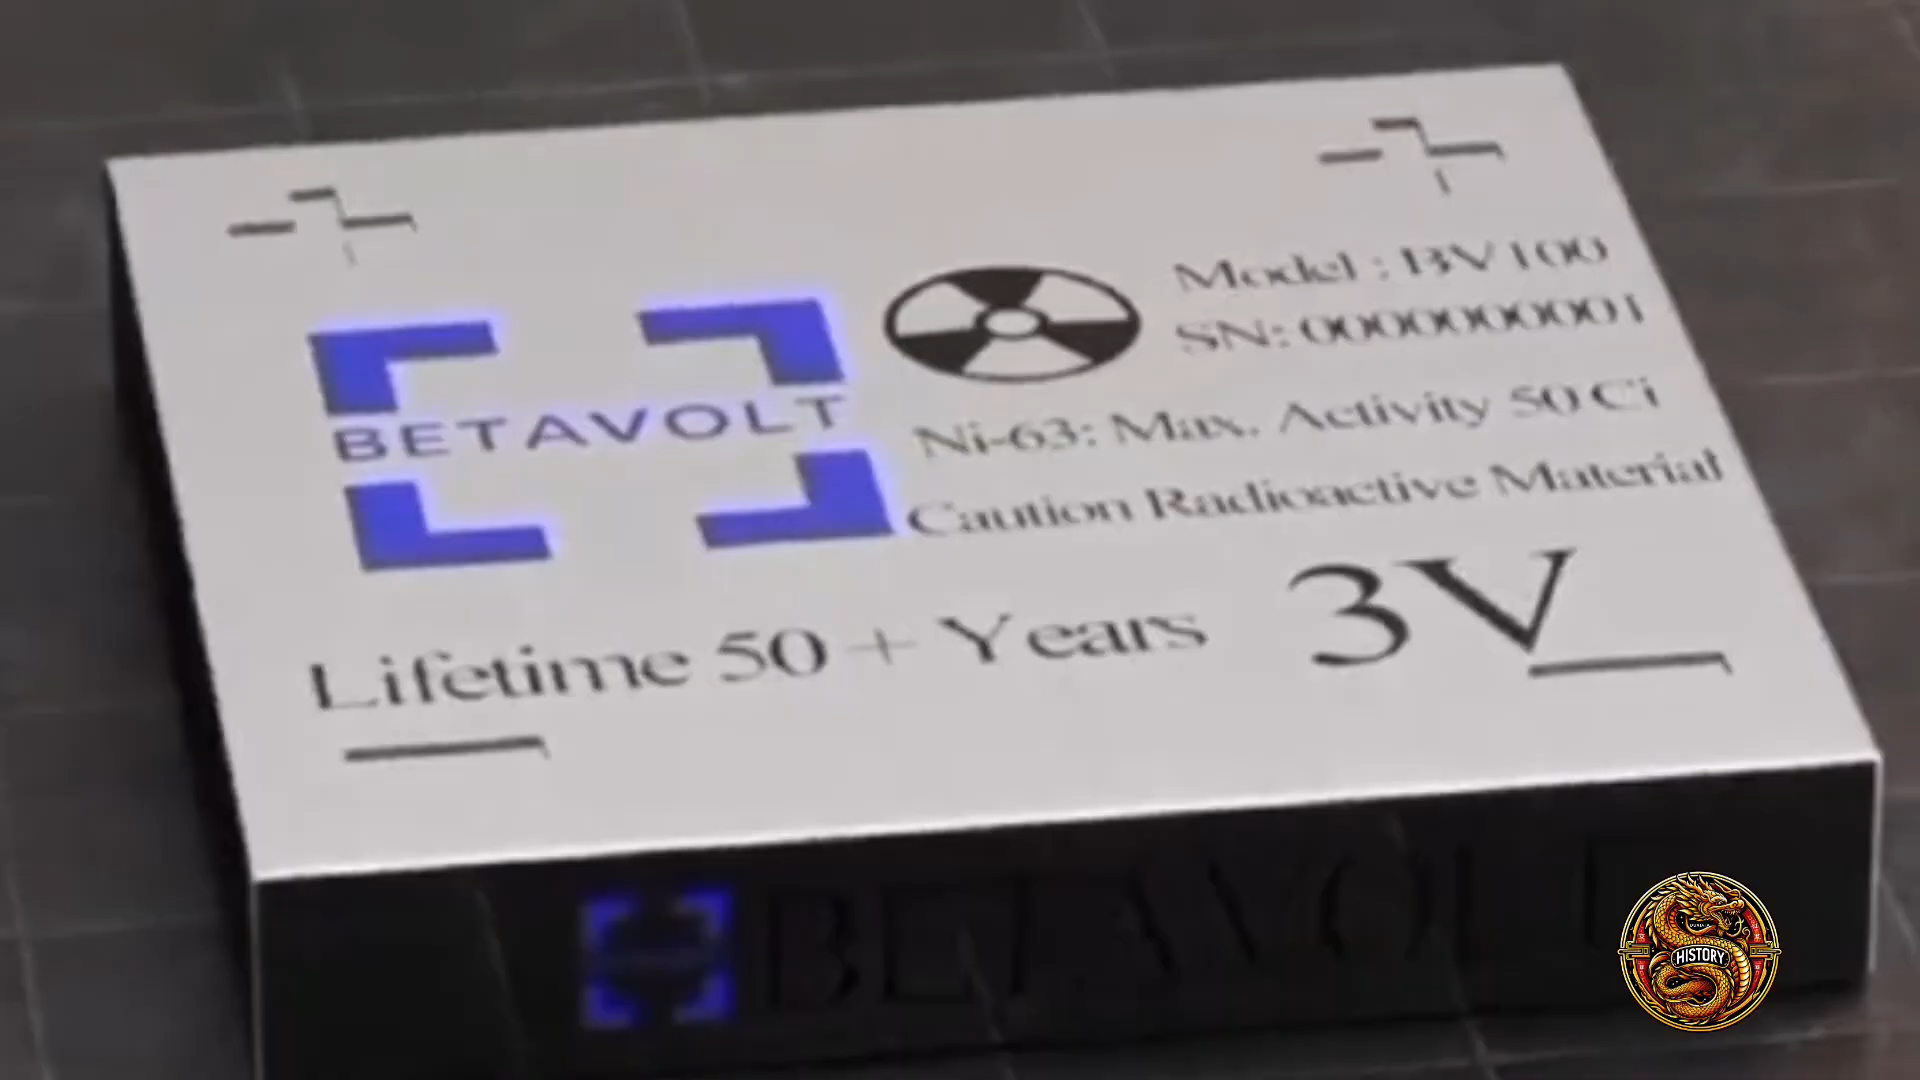 BETAVOLT
Model : BV100
SN: 0000000001
Ni-63: Max. Activity 50 Ci
Caution Radioactive Material
Lifetime 50 + Years
3V
BETAVOLT
HISTORY